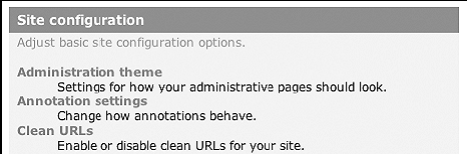 Site configuration
Adjust basic site configuration options.
Administration theme
Settings for how your administrative pages should look.
Annotation settings
Change how annotations behave.
Clean URLs
Enable or disable clean URLs for your site.